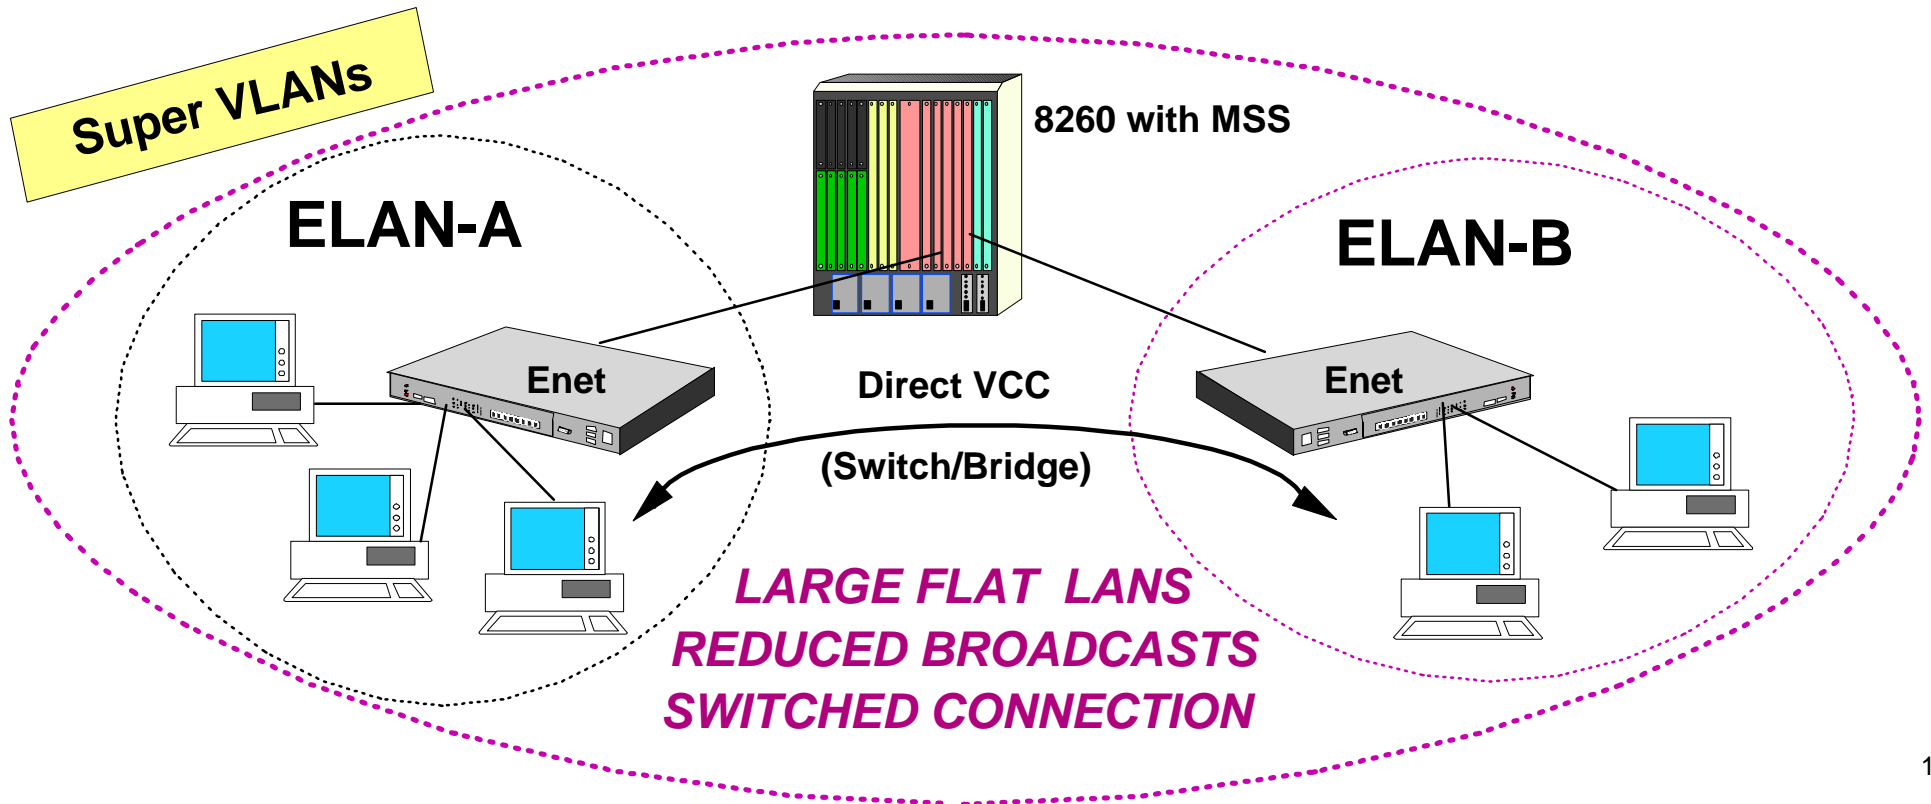 Super VLANs
8260 with MSS
ELAN-A
ELAN-B
Enet
Direct VCC
Enet
(Switch/Bridge)
LARGE FLAT LANS
REDUCED BROADCASTS
SWITCHED CONNECTION
1